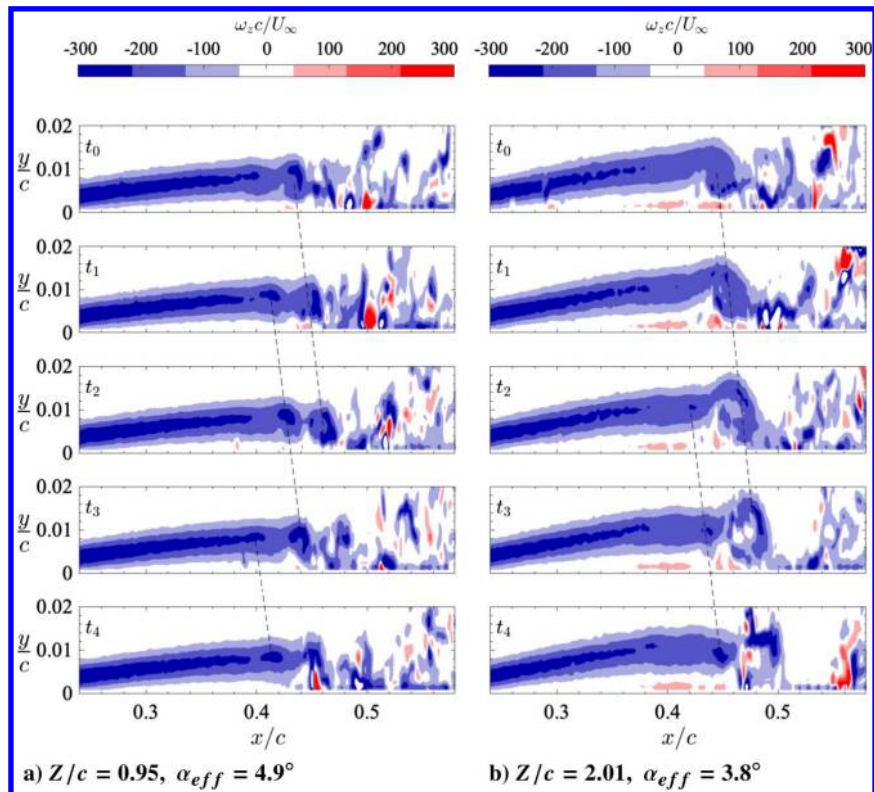 ω_z c/U_∞
ω_z c/U_∞
-300 -200 -100 0 100 200 300
-300 -200 -100 0 100 200 300
0.02
y/c 0.01
0
t_0
t_0
0.02
y/c 0.01
0
t_1
t_1
0.02
y/c 0.01
0
t_2
t_2
0.02
y/c 0.01
0
t_3
t_3
0.02
y/c 0.01
0
t_4
t_4
0.3 0.4 0.5
0.3 0.4 0.5
x/c
x/c
a) Z/c = 0.95, α_eff = 4.9°
b) Z/c = 2.01, α_eff = 3.8°